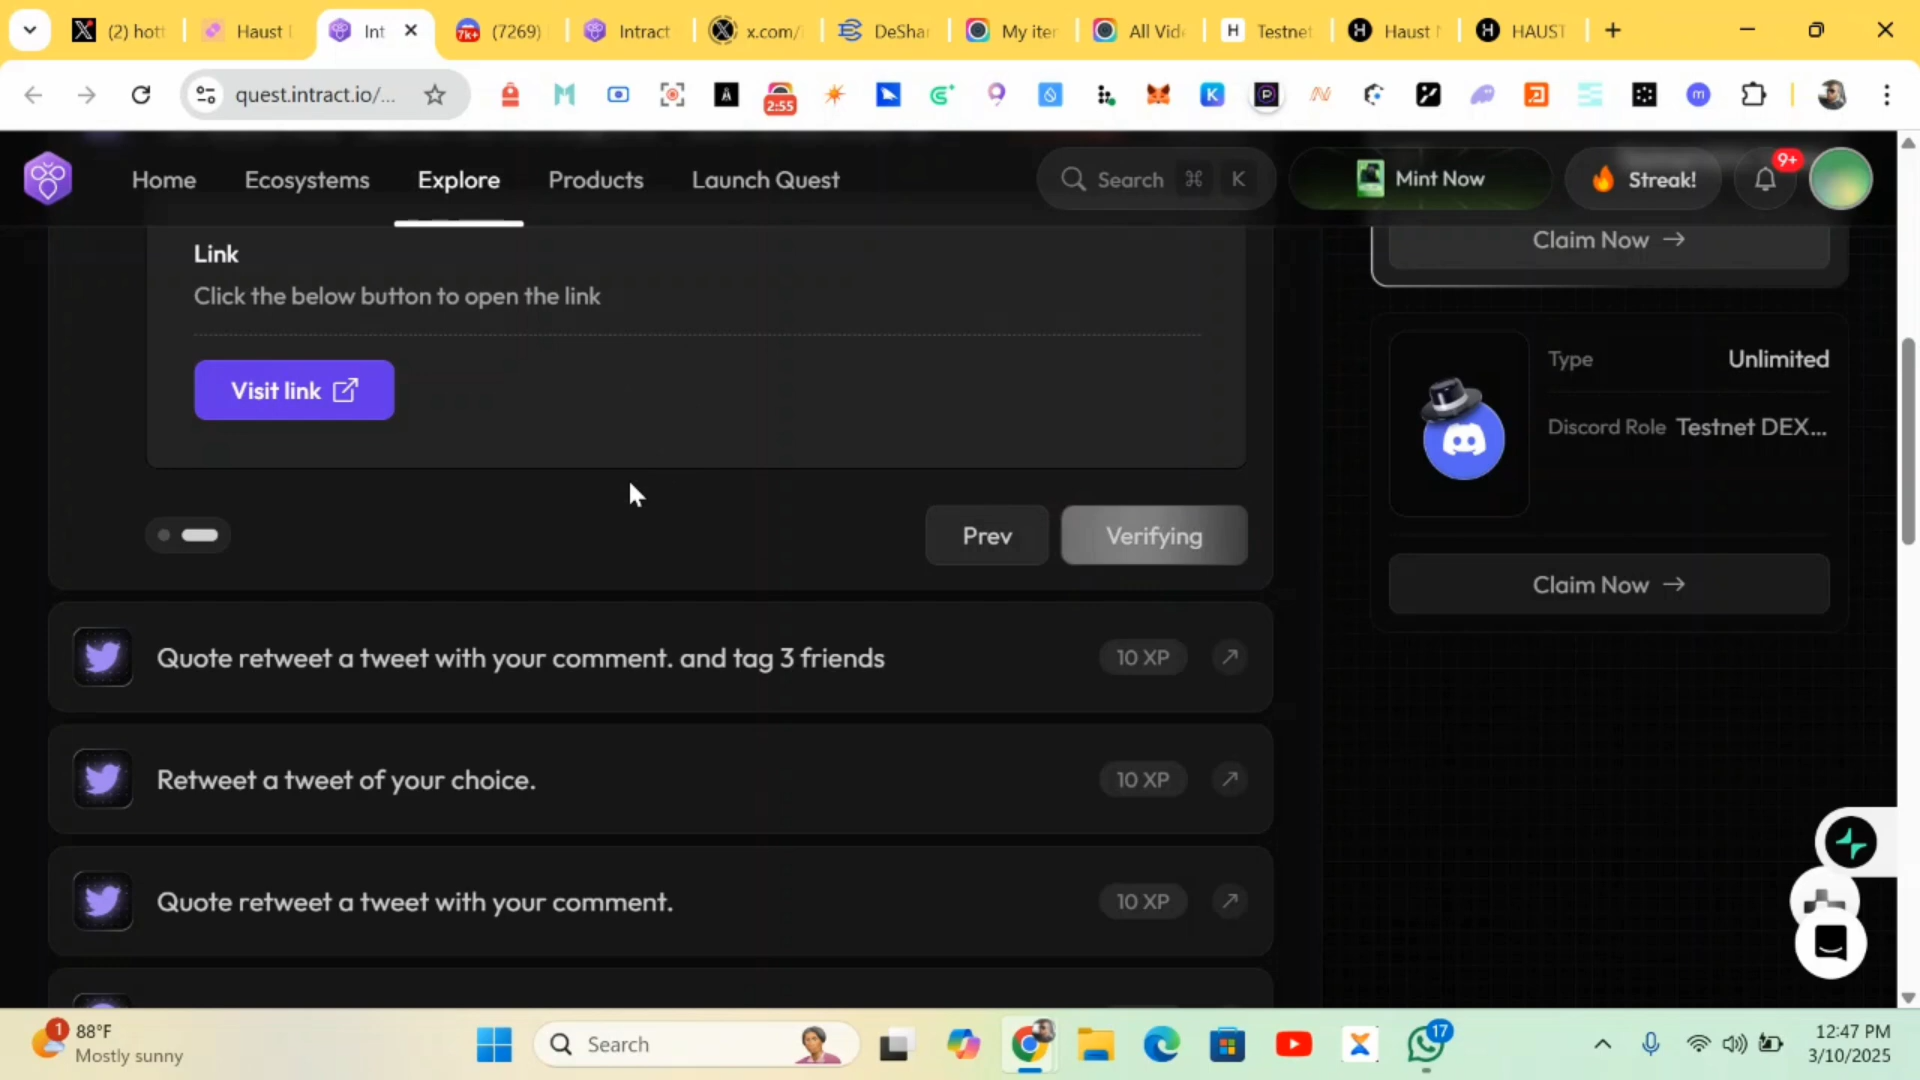 (2) hott
Haust
Int
(7269)
Intract
x.com/
DeShar
My iter
All Vid
Testnet
Haust
HAUST
quest.intract.io/...
2:55
Home
Ecosystems
Explore
Products
Launch Quest
Search ⌘ K
Mint Now
Streak!
9+
Link
Click the below button to open the link
Visit link
Prev
Verifying
Quote retweet a tweet with your comment. and tag 3 friends
10 XP
Retweet a tweet of your choice.
10 XP
Quote retweet a tweet with your comment.
10 XP
Claim Now →
Type Unlimited
Discord Role Testnet DEX...
Claim Now →
1
88°F
Mostly sunny
Search
17
12:47 PM
3/10/2025